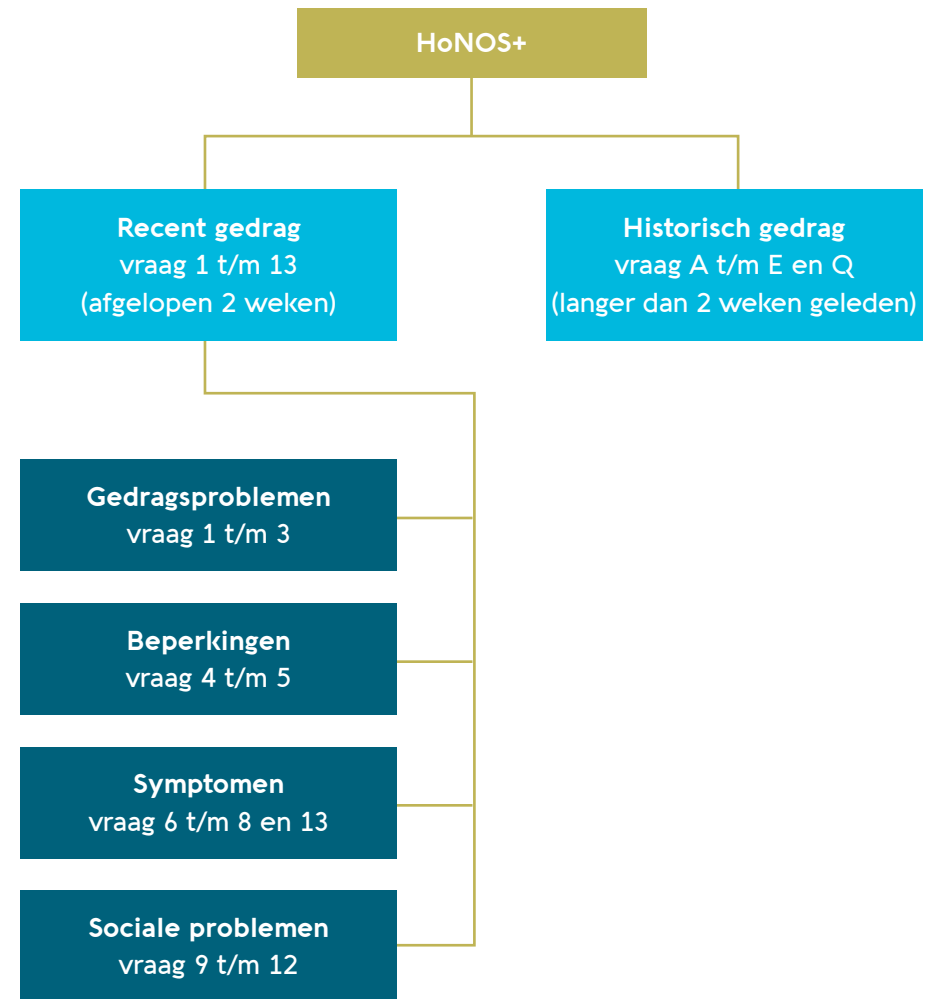 HoNOS+
Recent gedrag
vraag 1 t/m 13
(afgelopen 2 weken)
Historisch gedrag
vraag A t/m E en Q
(langer dan 2 weken geleden)
Gedragsproblemen
vraag 1 t/m 3
Beperkingen
vraag 4 t/m 5
Symptomen
vraag 6 t/m 8 en 13
Sociale problemen
vraag 9 t/m 12